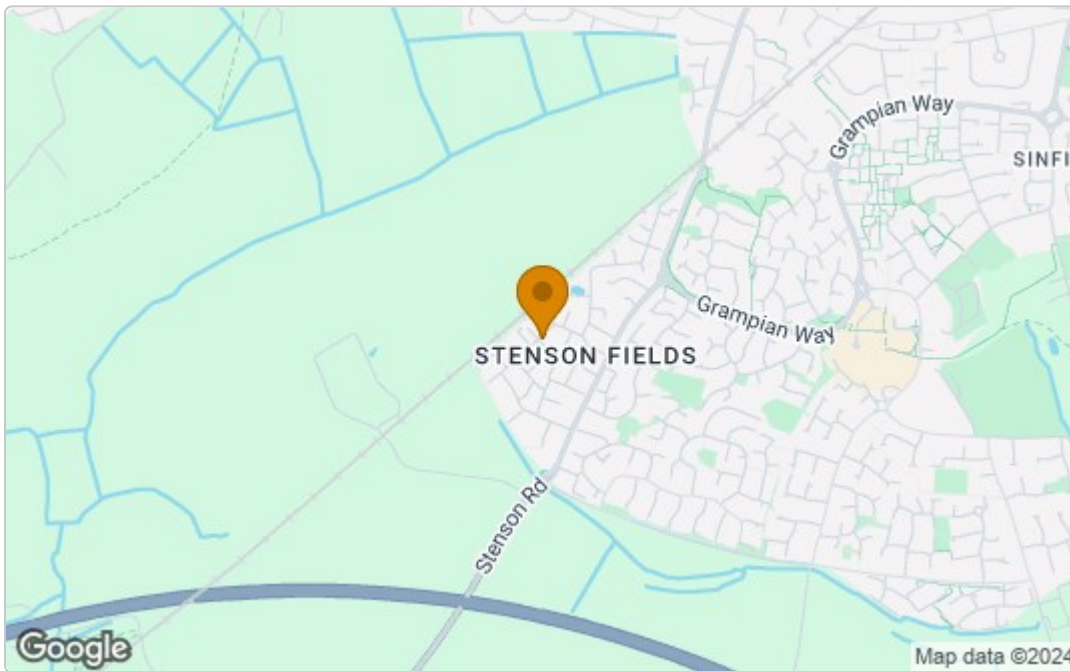 Grampian Way
SINFI
Grampian Way
STENSON FIELDS
Stenson Rd
Google
Map data ©2024